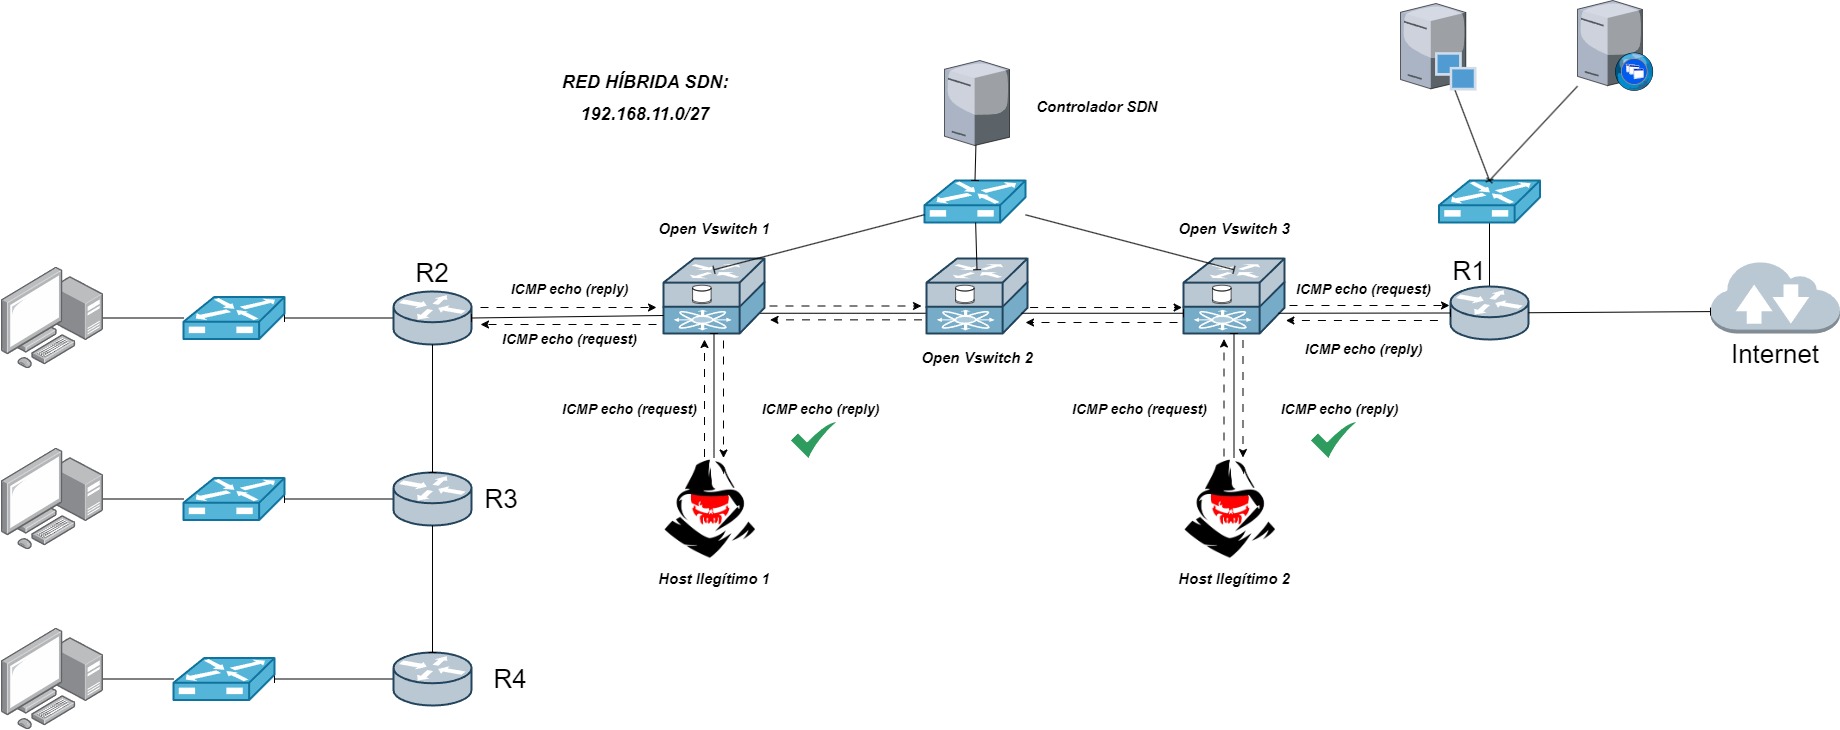 RED HÍBRIDA SDN:
192.168.11.0/27
Controlador SDN
Open Vswitch 1
Open Vswitch 3
R2
R1
ICMP echo (reply)
ICMP echo (request)
ICMP echo (request)
ICMP echo (reply)
Open Vswitch 2
Internet
ICMP echo (request)
ICMP echo (reply)
ICMP echo (request)
ICMP echo (reply)
R3
Host Ilegítimo 1
Host Ilegítimo 2
R4